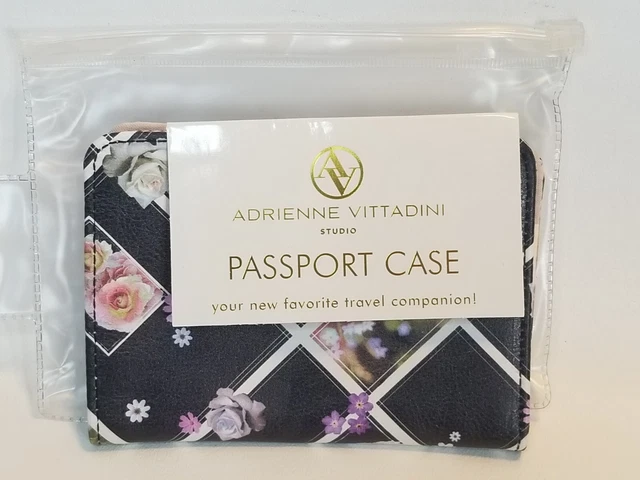 AV
ADRIENNE VITTADINI
STUDIO
PASSPORT CASE
your new favorite travel companion!